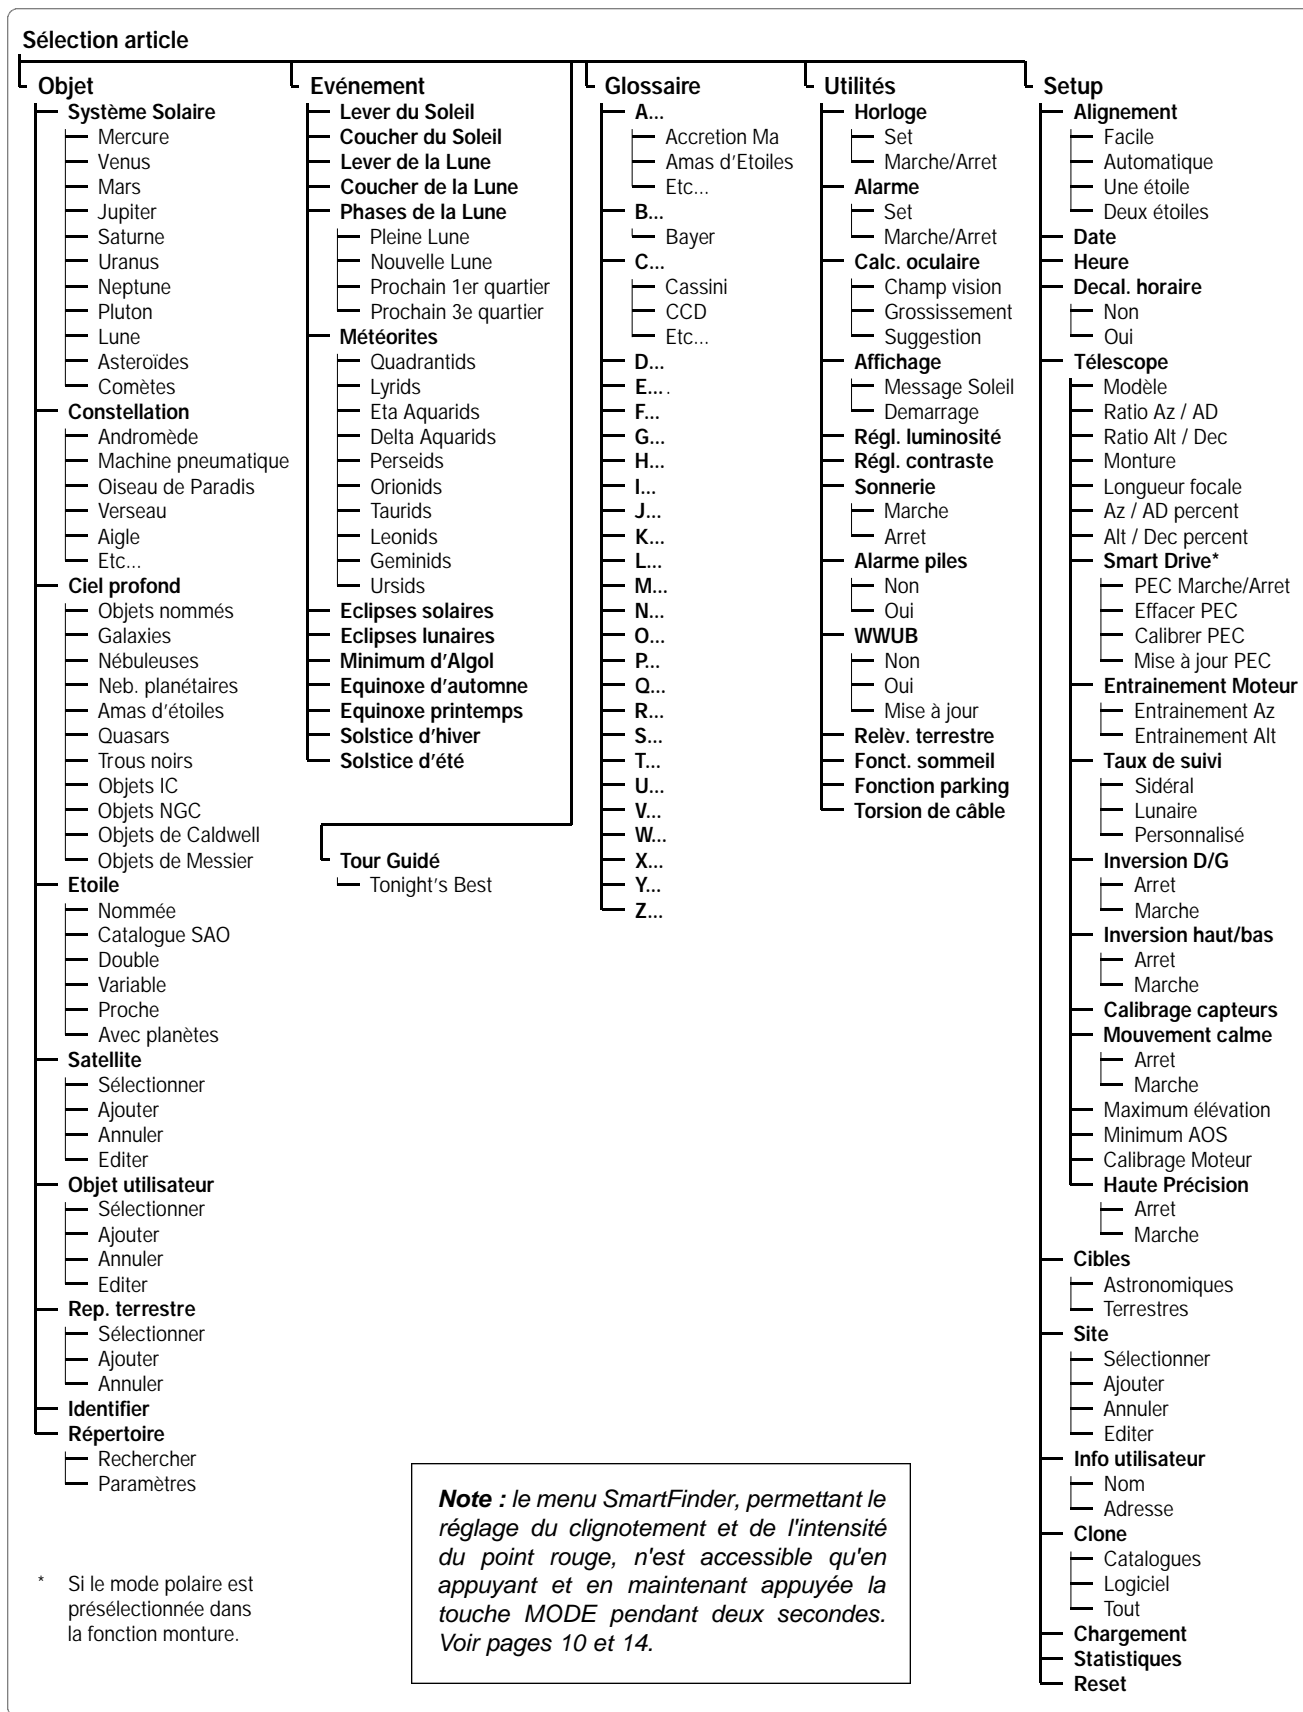 Sélection article
Objet
Système Solaire
Mercure
Venus
Mars
Jupiter
Saturne
Uranus
Neptune
Pluton
Lune
Asteroïdes
Comètes
Constellation
Andromède
Machine pneumatique
Oiseau de Paradis
Verseau
Aigle
Etc...
Ciel profond
Objets nommés
Galaxies
Nébuleuses
Neb. planétaires
Amas d'étoiles
Quasars
Trous noirs
Objets IC
Objets NGC
Objets de Caldwell
Objets de Messier
Etoile
Nommée
Catalogue SAO
Double
Variable
Proche
Avec planètes
Satellite
Sélectionner
Ajouter
Annuler
Editer
Objet utilisateur
Sélectionner
Ajouter
Annuler
Editer
Rep. terrestre
Sélectionner
Ajouter
Annuler
Identifier
Répertoire
Rechercher
Paramètres
* Si le mode polaire est
présélectionnée dans
la fonction monture.
Evénement
Lever du Soleil
Coucher du Soleil
Lever de la Lune
Coucher de la Lune
Phases de la Lune
Pleine Lune
Nouvelle Lune
Prochain 1er quartier
Prochain 3e quartier
Météorites
Quadrantids
Lyrids
Eta Aquarids
Delta Aquarids
Perseids
Orionids
Taurids
Leonids
Geminids
Ursids
Eclipses solaires
Eclipses lunaires
Minimum d'Algol
Equinoxe d'automne
Equinoxe printemps
Solstice d'hiver
Solstice d'été
Tour Guidé
Tonight's Best
Glossaire
A...
Accretion Ma
Amas d'Etoiles
Etc...
B...
Bayer
C...
Cassini
CCD
Etc...
D...
E... .
F...
G...
H...
I...
J...
K...
L...
M...
N...
O...
P...
Q...
R...
S...
T...
U...
V...
W...
X...
Y...
Z...
Utilités
Horloge
Set
Marche/Arret
Alarme
Set
Marche/Arret
Calc. oculaire
Champ vision
Grossissement
Suggestion
Affichage
Message Soleil
Demarrage
Régl. luminosité
Régl. contraste
Sonnerie
Marche
Arret
Alarme piles
Non
Oui
WWUB
Non
Oui
Mise à jour
Relèv. terrestre
Fonct. sommeil
Fonction parking
Torsion de câble
Setup
Alignement
Facile
Automatique
Une étoile
Deux étoiles
Date
Heure
Decal. horaire
Non
Oui
Télescope
Modèle
Ratio Az / AD
Ratio Alt / Dec
Monture
Longueur focale
Az / AD percent
Alt / Dec percent
Smart Drive*
PEC Marche/Arret
Effacer PEC
Calibrer PEC
Mise à jour PEC
Entrainement Moteur
Entrainement Az
Entrainement Alt
Taux de suivi
Sidéral
Lunaire
Personnalisé
Inversion D/G
Arret
Marche
Inversion haut/bas
Arret
Marche
Calibrage capteurs
Mouvement calme
Arret
Marche
Maximum élévation
Minimum AOS
Calibrage Moteur
Haute Précision
Arret
Marche
Cibles
Astronomiques
Terrestres
Site
Sélectionner
Ajouter
Annuler
Editer
Info utilisateur
Nom
Adresse
Clone
Catalogues
Logiciel
Tout
Chargement
Statistiques
Reset
Note : le menu SmartFinder, permettant le
réglage du clignotement et de l'intensité
du point rouge, n'est accessible qu'en
appuyant et en maintenant appuyée la
touche MODE pendant deux secondes.
Voir pages 10 et 14.